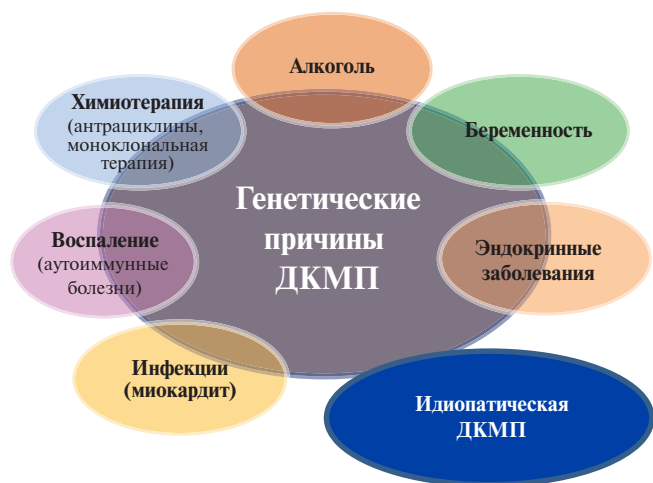 Алкоголь
Химиотерапия
(антрациклины,
моноклональная
терапия)
Беременность
Генетические
причины
ДКМП
Воспаление
(аутоиммунные
болезни)
Эндокринные
заболевания
Инфекции
(миокардит)
Идиопатическая
ДКМП